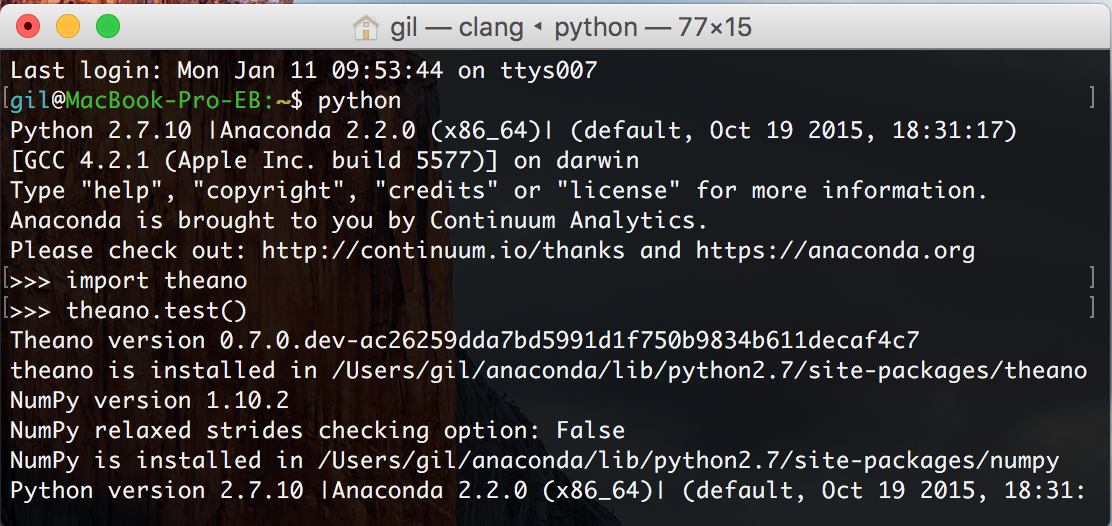 gil — clang ◂ python — 77×15
Last login: Mon Jan 11 09:53:44 on ttys007
[gil@MacBook-Pro-EB:~$ python ]
Python 2.7.10 |Anaconda 2.2.0 (x86_64)| (default, Oct 19 2015, 18:31:17)
[GCC 4.2.1 (Apple Inc. build 5577)] on darwin
Type "help", "copyright", "credits" or "license" for more information.
Anaconda is brought to you by Continuum Analytics.
Please check out: http://continuum.io/thanks and https://anaconda.org
[>>> import theano ]
[>>> theano.test() ]
Theano version 0.7.0.dev-ac26259dda7bd5991d1f750b9834b611decaf4c7
theano is installed in /Users/gil/anaconda/lib/python2.7/site-packages/theano
NumPy version 1.10.2
NumPy relaxed strides checking option: False
NumPy is installed in /Users/gil/anaconda/lib/python2.7/site-packages/numpy
Python version 2.7.10 |Anaconda 2.2.0 (x86_64)| (default, Oct 19 2015, 18:31: